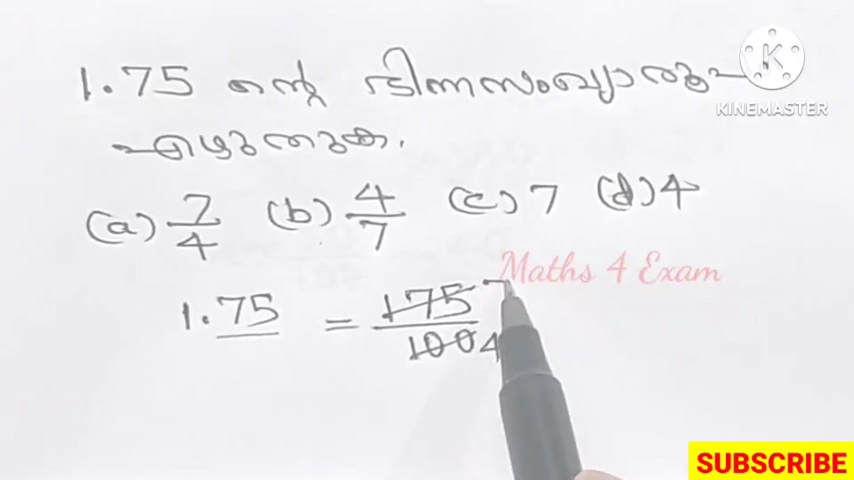 1.75 ന്റെ ഭിന്നസംഖ്യാരൂപം
എഴുതുക.
(a) 7/4 (b) 4/7 (c) 7 (d) 4
1.75 = 175/100 4
KINEMASTER
Maths 4 Exam
SUBSCRIBE